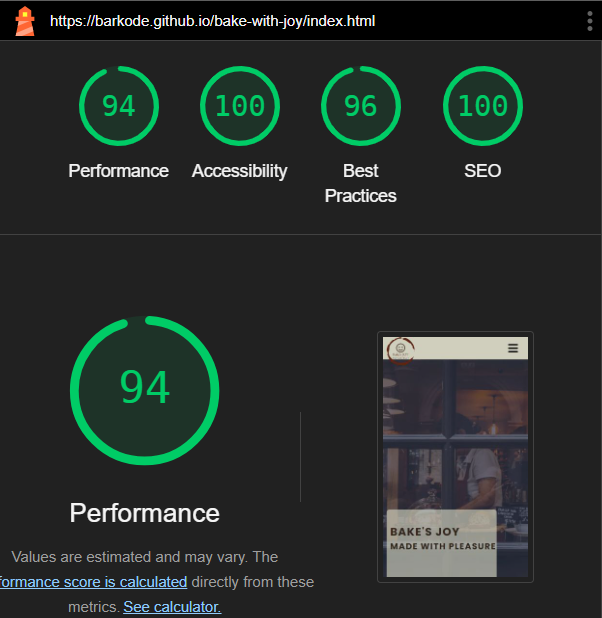 https://barkode.github.io/bake-with-joy/index.html
94
100
96
100
Performance
Accessibility
Best
Practices
SEO
94
BAKE'S JOY
MADE WITH PLEASURE
Performance
Values are estimated and may vary. The
formance score is calculated directly from these
metrics. See calculator.